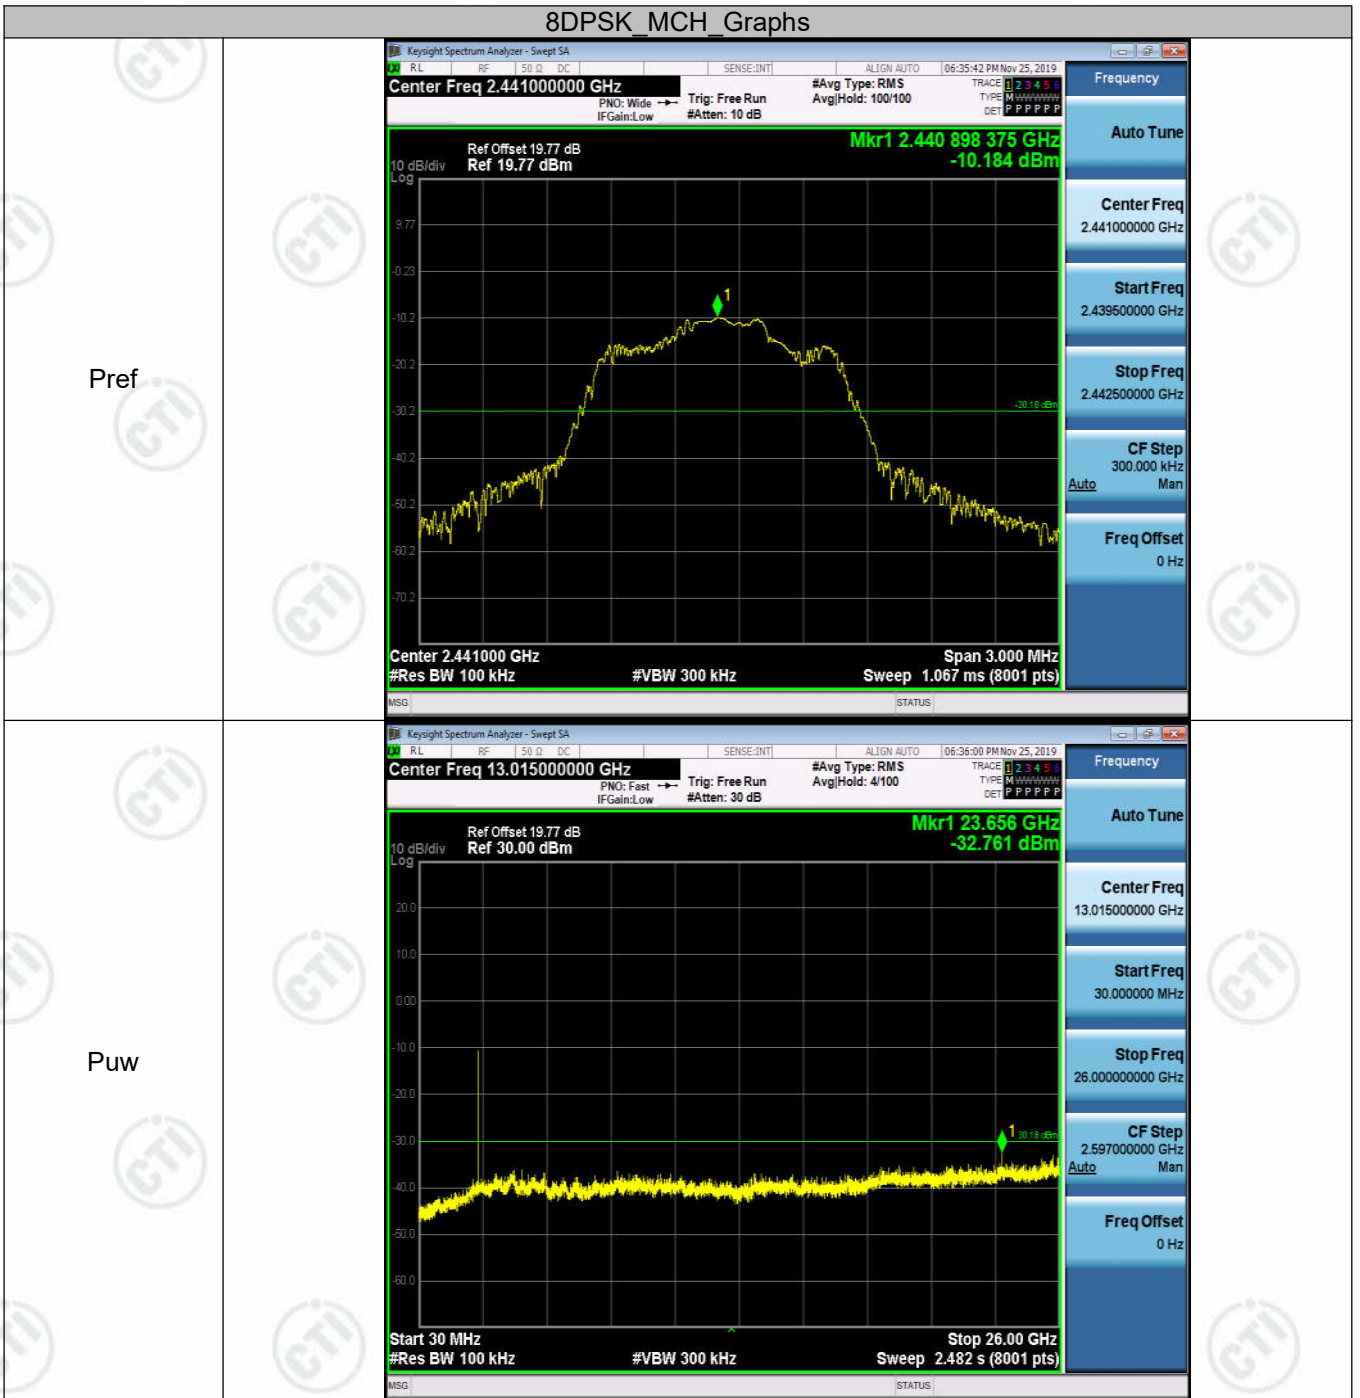 8DPSK_MCH_Graphs
Pref
Keysight Spectrum Analyzer - Swept SA
RL RF 50 Ω DC SENSE:INT ALIGN AUTO 06:35:42 PM Nov 25, 2019
Center Freq 2.441000000 GHz
PNO: Wide
IFGain:Low
Trig: Free Run
#Atten: 10 dB
#Avg Type: RMS
Avg|Hold: 100/100
TRACE 1 2 3 4 5 6
TYPE M WWWWW
DET P P P P P P
Ref Offset 19.77 dB
10 dB/div Ref 19.77 dBm
Log
Mkr1 2.440 898 375 GHz
-10.184 dBm
9.77
-0.23
-10.2
-20.2
-30.2
-40.2
-50.2
-60.2
-70.2
1
-30.18 dBm
Center 2.441000 GHz Span 3.000 MHz
#Res BW 100 kHz #VBW 300 kHz Sweep 1.067 ms (8001 pts)
MSG STATUS
Frequency
Auto Tune
Center Freq
2.441000000 GHz
Start Freq
2.439500000 GHz
Stop Freq
2.442500000 GHz
CF Step
300.000 kHz
Auto Man
Freq Offset
0 Hz
Puw
Keysight Spectrum Analyzer - Swept SA
RL RF 50 Ω DC SENSE:INT ALIGN AUTO 06:36:00 PM Nov 25, 2019
Center Freq 13.015000000 GHz
PNO: Fast
IFGain:Low
Trig: Free Run
#Atten: 30 dB
#Avg Type: RMS
Avg|Hold: 4/100
TRACE 1 2 3 4 5 6
TYPE M WWWWW
DET P P P P P P
Ref Offset 19.77 dB
10 dB/div Ref 30.00 dBm
Log
Mkr1 23.656 GHz
-32.761 dBm
20.0
10.0
0.00
-10.0
-20.0
-30.0
-40.0
-50.0
-60.0
1
30.18 dBm
Start 30 MHz Stop 26.00 GHz
#Res BW 100 kHz #VBW 300 kHz Sweep 2.482 s (8001 pts)
MSG STATUS
Frequency
Auto Tune
Center Freq
13.015000000 GHz
Start Freq
30.000000 MHz
Stop Freq
26.000000000 GHz
CF Step
2.597000000 GHz
Auto Man
Freq Offset
0 Hz
CTI